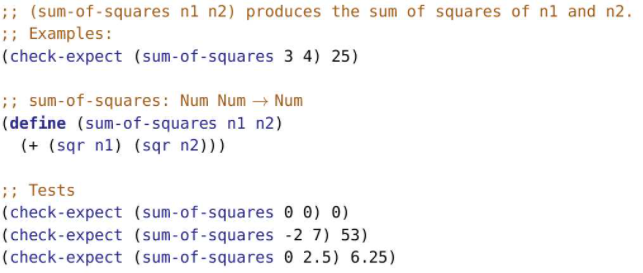 ;; (sum-of-squares n1 n2) produces the sum of squares of n1 and n2.
;; Examples:
(check-expect (sum-of-squares 3 4) 25)
;; sum-of-squares: Num Num → Num
(define (sum-of-squares n1 n2)
(+ (sqr n1) (sqr n2)))
;; Tests
(check-expect (sum-of-squares 0 0) 0)
(check-expect (sum-of-squares -2 7) 53)
(check-expect (sum-of-squares 0 2.5) 6.25)